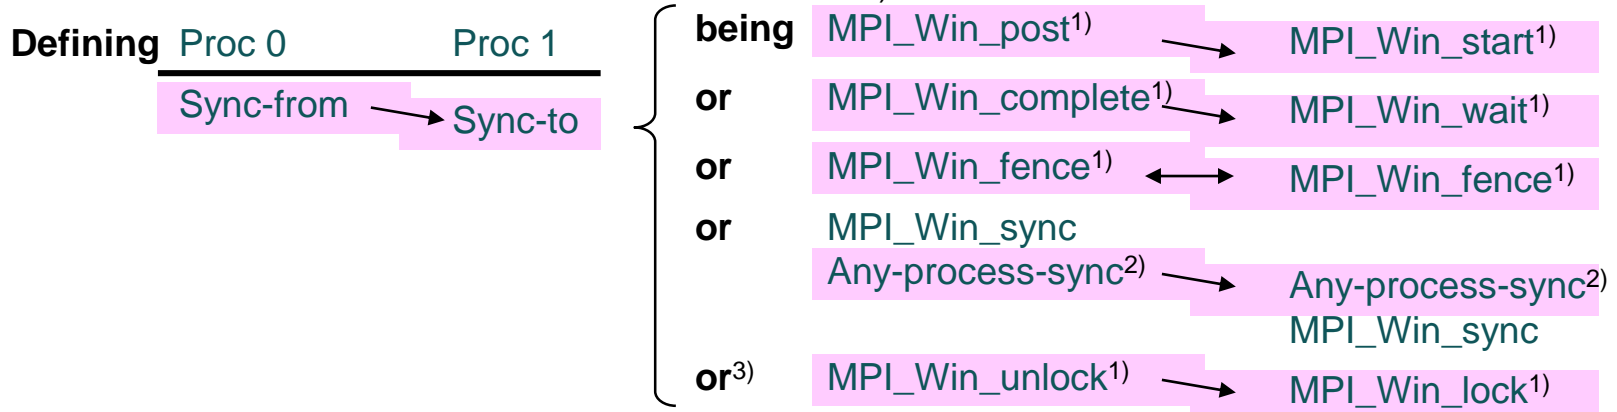 being MPI_Win_post1) MPI_Win_start1)
Defining Proc 0 Proc 1
Sync-from Sync-to
or MPI_Win_complete1) MPI_Win_wait1)
or MPI_Win_fence1) MPI_Win_fence1)
or MPI_Win_sync
Any-process-sync2) Any-process-sync2)
MPI_Win_sync
or3) MPI_Win_unlock1) MPI_Win_lock1)